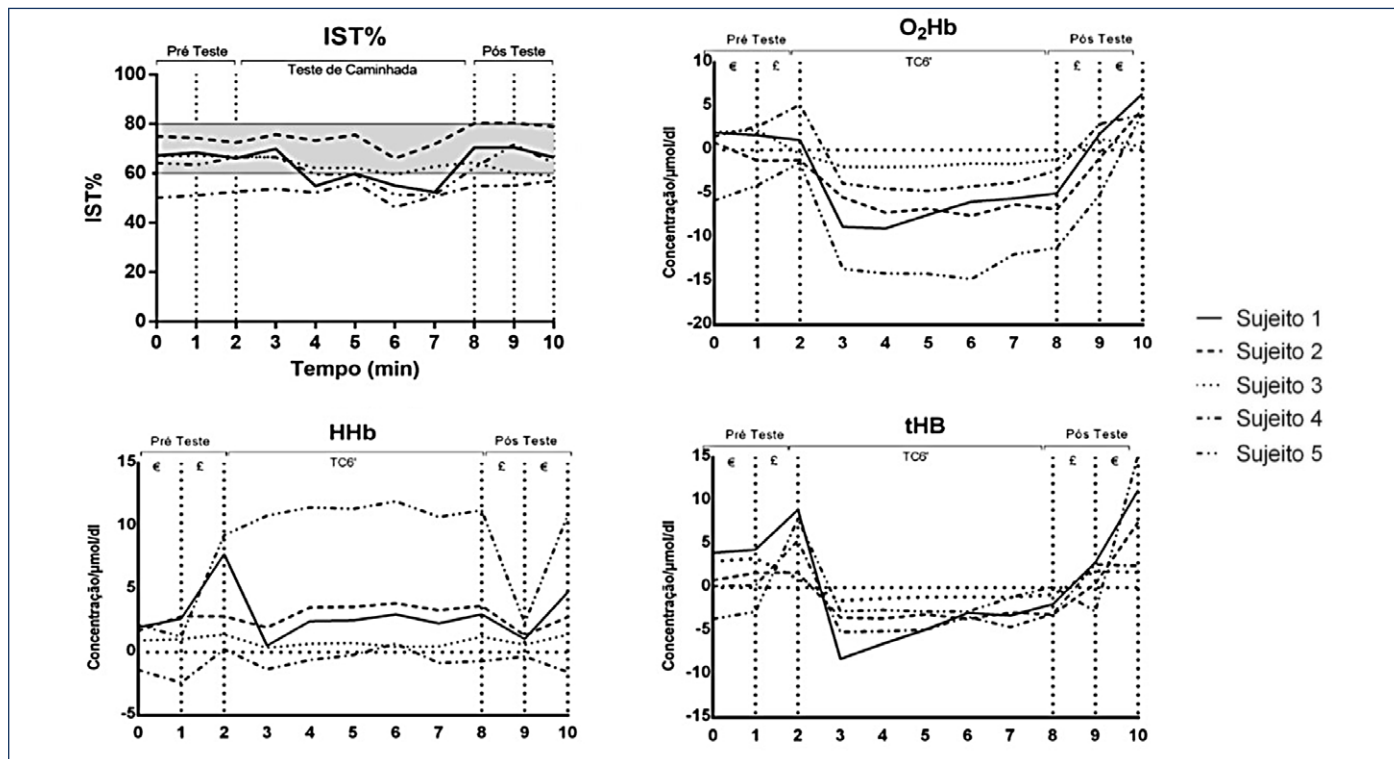 IST%
Pré Teste
Pós Teste
Teste de Caminhada
IST%
100
80
60
40
20
0
0 1 2 3 4 5 6 7 8 9 10
Tempo (min)
O₂Hb
Pré Teste
Pós Teste
€ £ TC6' £ €
Concentração/µmol/dl
10
5
0
-5
-10
-15
-20
0 1 2 3 4 5 6 7 8 9 10
Sujeito 1
Sujeito 2
Sujeito 3
Sujeito 4
Sujeito 5
HHb
Pré Teste
Pós Teste
€ £ TC6' £ €
Concentração/µmol/dl
15
10
5
0
-5
0 1 2 3 4 5 6 7 8 9 10
tHB
Pré Teste
Pós Teste
€ £ TC6' £ €
Concentração/µmol/dl
15
10
5
0
-5
-10
-15
0 1 2 3 4 5 6 7 8 9 10